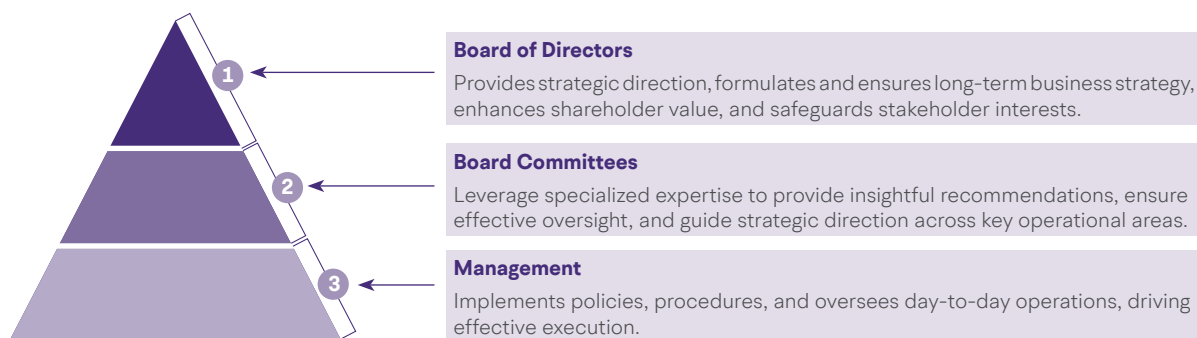 1
Board of Directors
Provides strategic direction, formulates and ensures long-term business strategy,
enhances shareholder value, and safeguards stakeholder interests.
2
Board Committees
Leverage specialized expertise to provide insightful recommendations, ensure
effective oversight, and guide strategic direction across key operational areas.
3
Management
Implements policies, procedures, and oversees day-to-day operations, driving
effective execution.